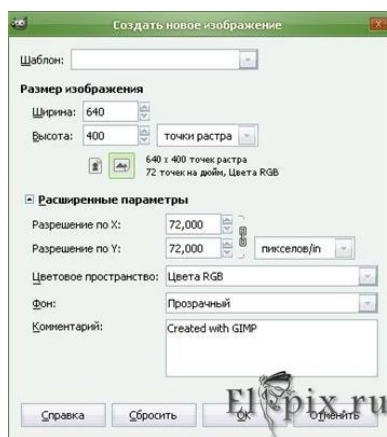 Создать новое изображение
Шаблон:
Размер изображения
Ширина: 640
Высота: 400 точки растра
640 x 400 точек растра
72 точек на дюйм, Цвета RGB
Расширенные параметры
Разрешение по X: 72,000
Разрешение по Y: 72,000 пикселов/in
Цветовое пространство: Цвета RGB
Фон: Прозрачный
Комментарий: Created with GIMP
Справка Сбросить OK Отменить
El pix.ru